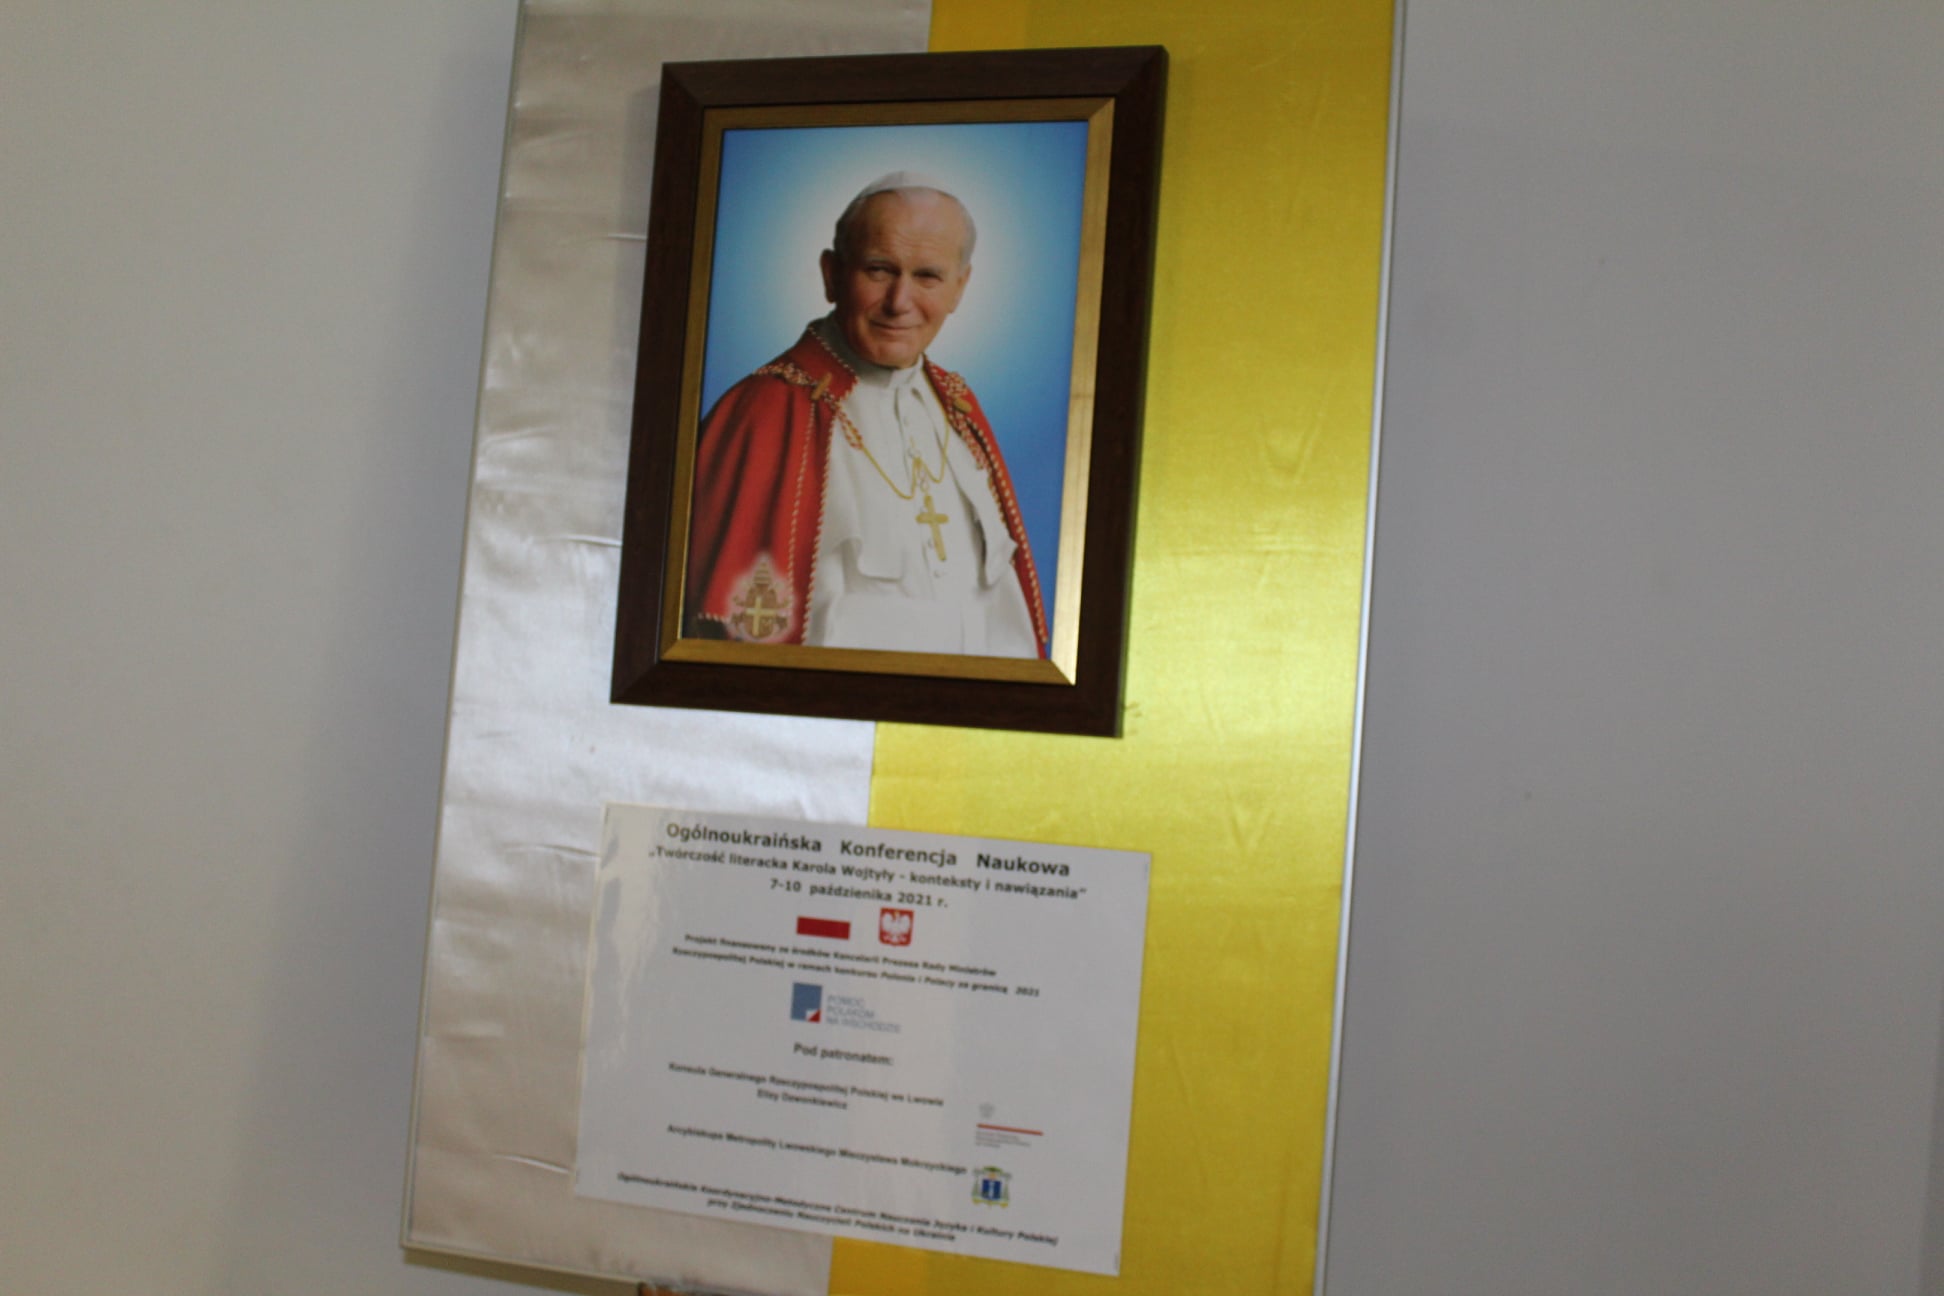 Ogólnoukraińska Konferencja Naukowa
„Twórczość literacka Karola Wojtyły - konteksty i nawiązania"
7-10 października 2021 r.
Projekt finansowany ze środków Kancelarii Prezesa Rady Ministrów
Rzeczypospolitej Polskiej w ramach konkursu Polonia i Polacy za granicą 2021
POMOC
POLAKOM
NA WSCHODZIE
Pod patronatem:
Konsula Generalnego Rzeczypospolitej Polskiej we Lwowie
Elizy Dzwonkiewicz
Arcybiskupa Metropolity Lwowskiego Mieczysława Mokrzyckiego
Ogólnoukraińskie Koordynacyjno-Metodyczne Centrum Nauczania Języka i Kultury Polskiej
przy Zjednoczeniu Nauczycieli Polskich na Ukrainie